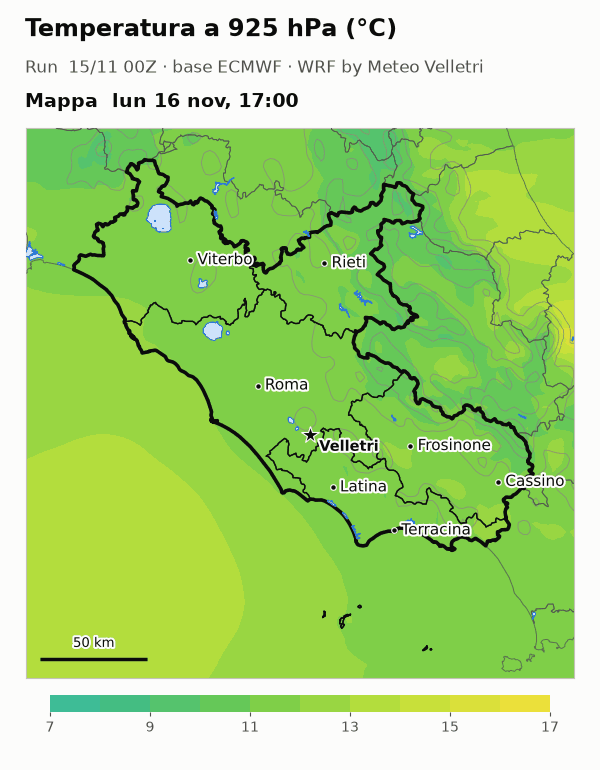 Temperatura a 925 hPa (°C)
Run  15/11 00Z · base ECMWF · WRF by Meteo Velletri
Mappa  lun 16 nov, 17:00
Viterbo
Rieti
Roma
Velletri
Frosinone
Latina
Cassino
Terracina
50 km
7 9 11 13 15 17